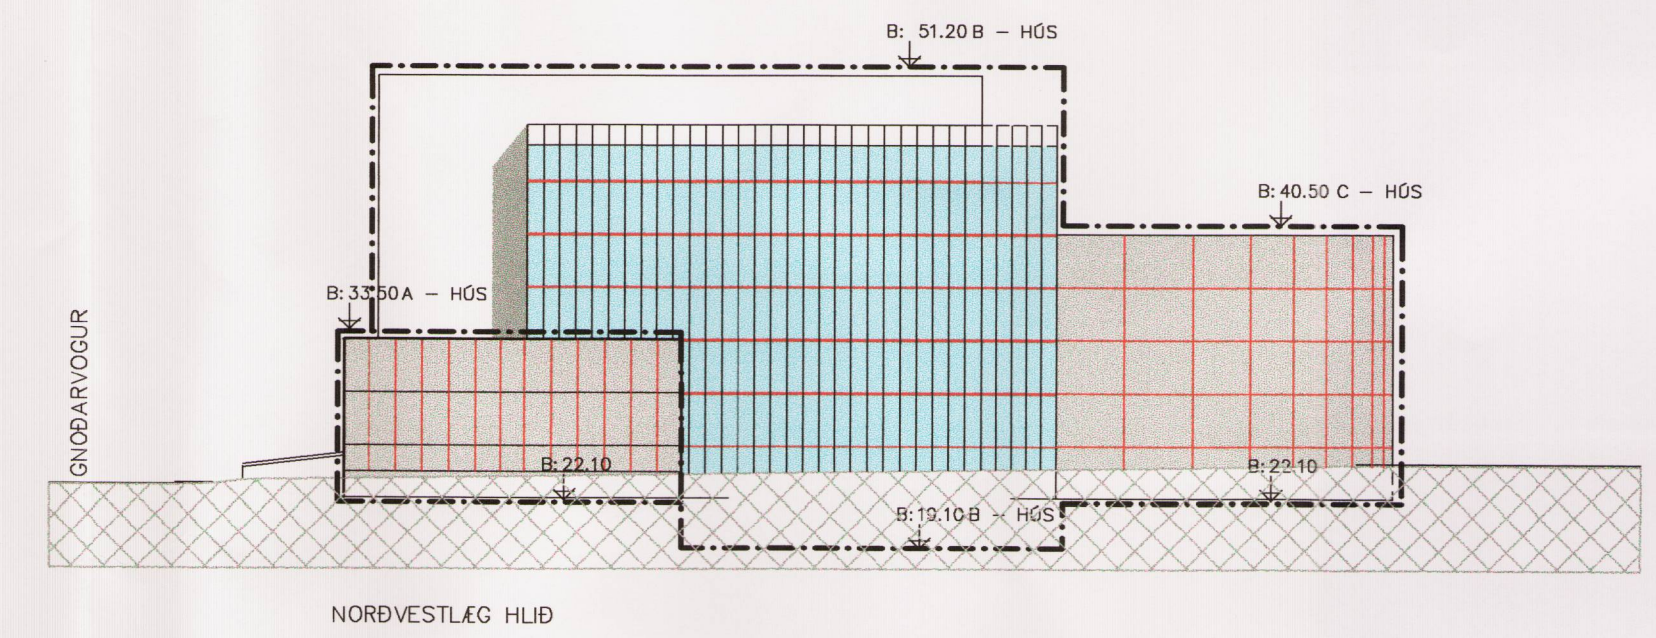 B: 51.20 B – HÚS
B: 40.50 C – HÚS
B: 33.50 A – HÚS
GNOÐARVOGUR
B: 22.10
B: 22.10
B: 19.10 B – HÚS
NORÐVESTLÆG HLIÐ